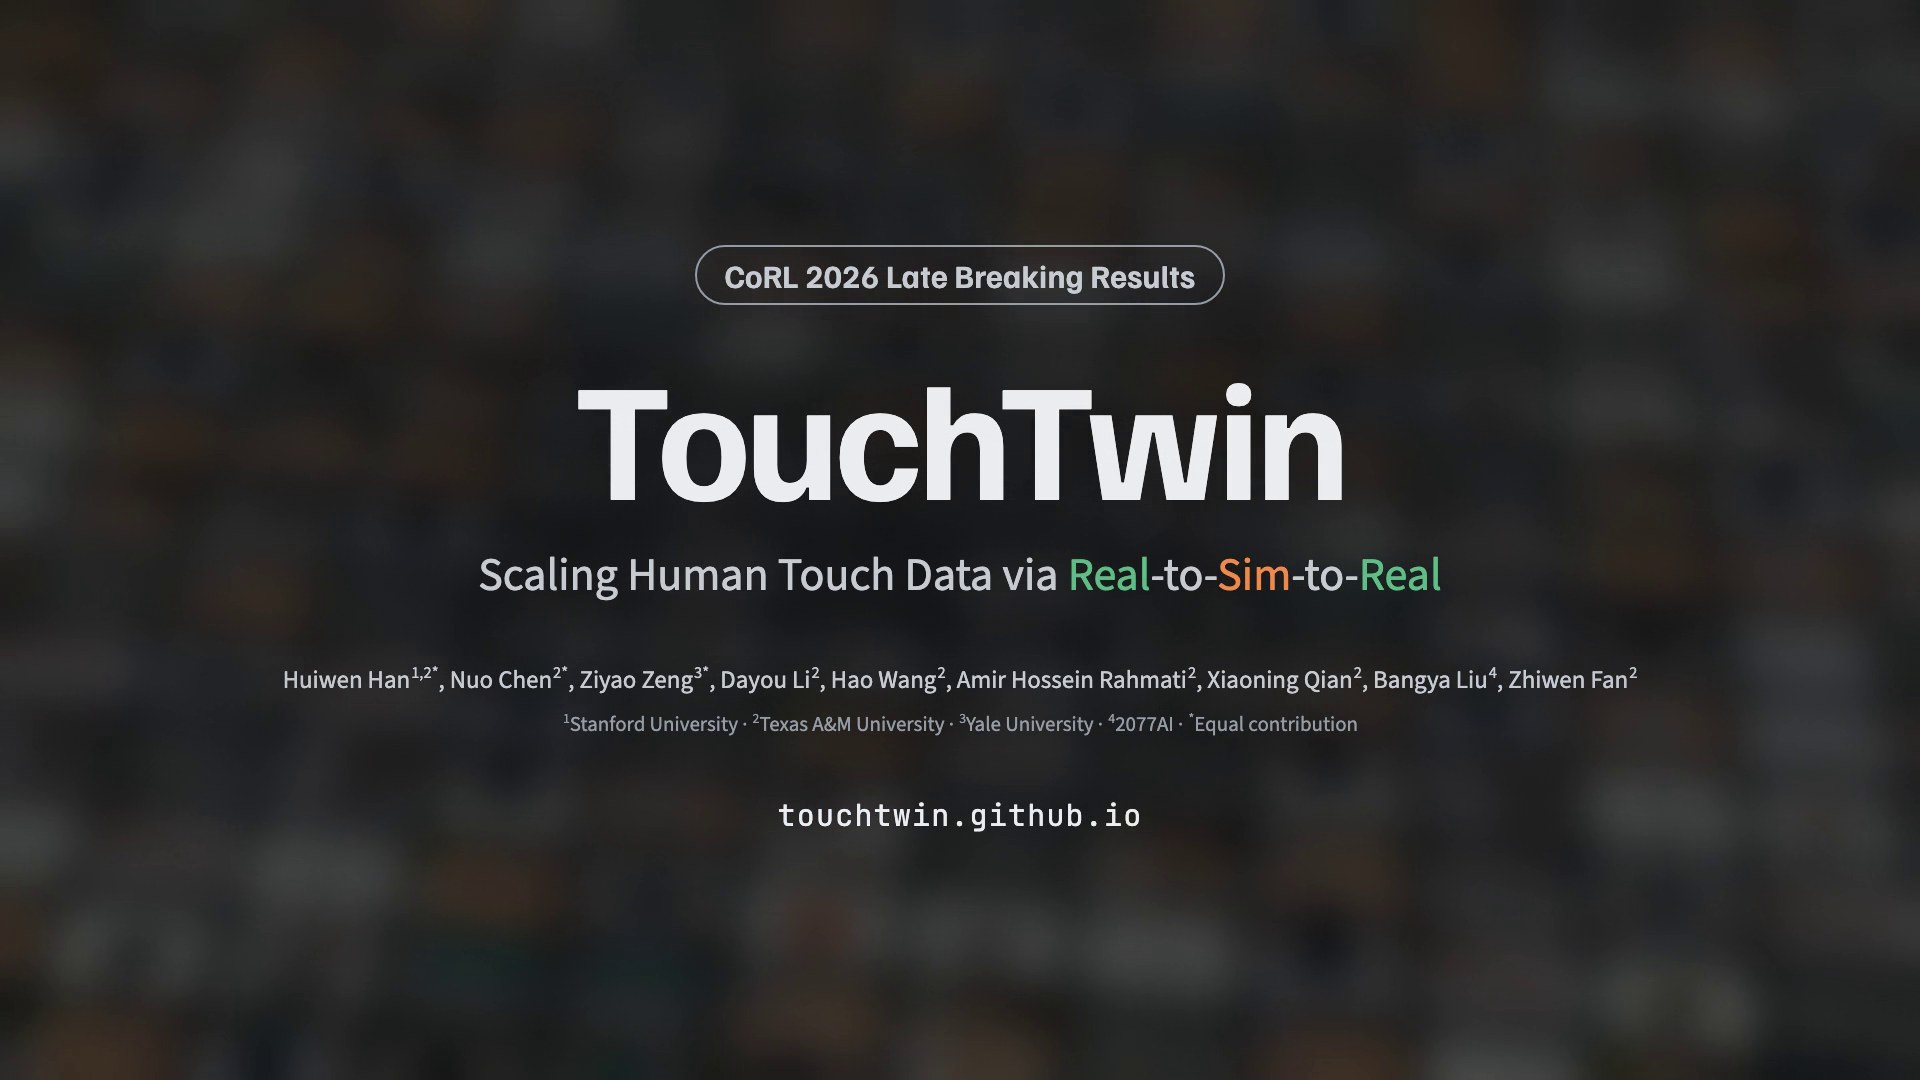 CoRL 2026 Late Breaking Results
TouchTwin
Scaling Human Touch Data via Real-to-Sim-to-Real
Huiwen Han1,2*, Nuo Chen2*, Ziyao Zeng3*, Dayou Li2, Hao Wang2, Amir Hossein Rahmati2, Xiaoning Qian2, Bangya Liu4, Zhiwen Fan2
1Stanford University · 2Texas A&M University · 3Yale University · 42077AI · *Equal contribution
touchtwin.github.io